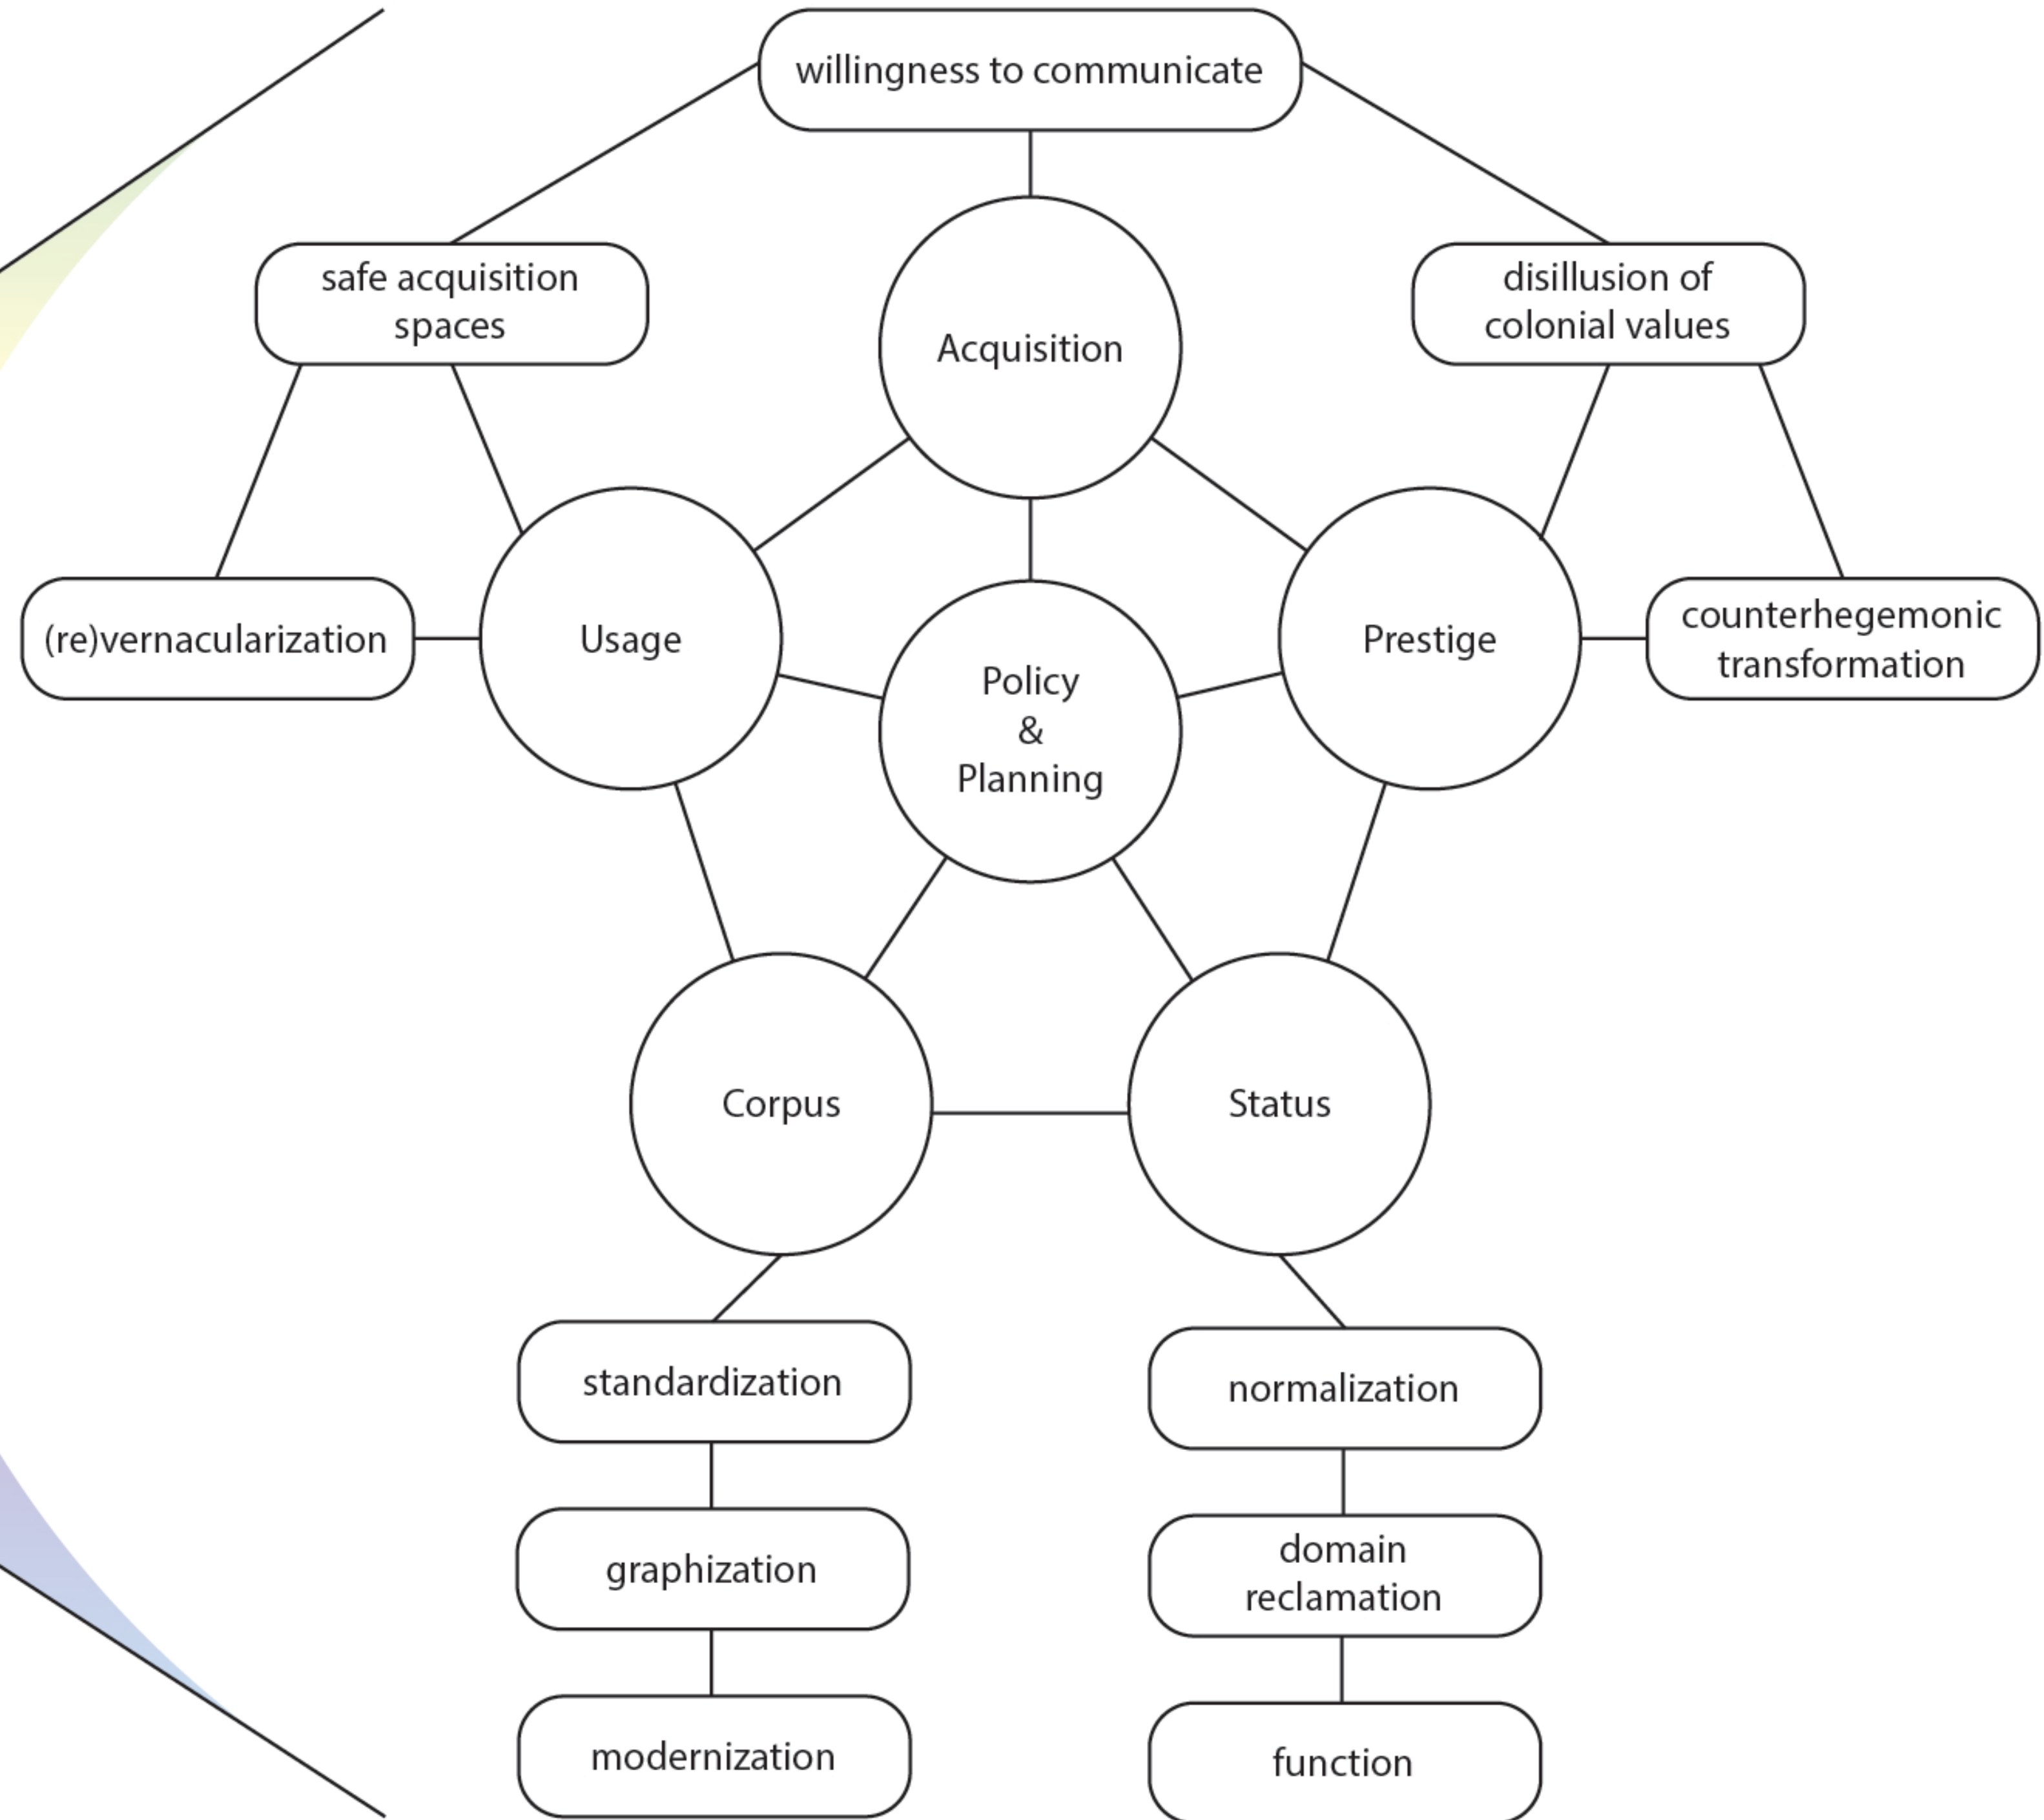 willingness to communicate
safe acquisition
spaces
disillusion of
colonial values
Acquisition
(re)vernacularization
Usage
Prestige
counterhegemonic
transformation
Policy
&
Planning
Corpus
Status
standardization
normalization
graphization
domain
reclamation
modernization
function